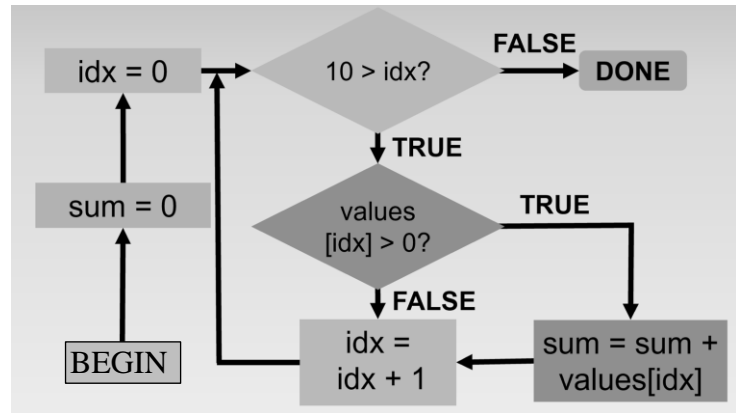 idx = 0
10 > idx?
FALSE
DONE
TRUE
sum = 0
values
[idx] > 0?
TRUE
FALSE
BEGIN
idx =
idx + 1
sum = sum +
values[idx]